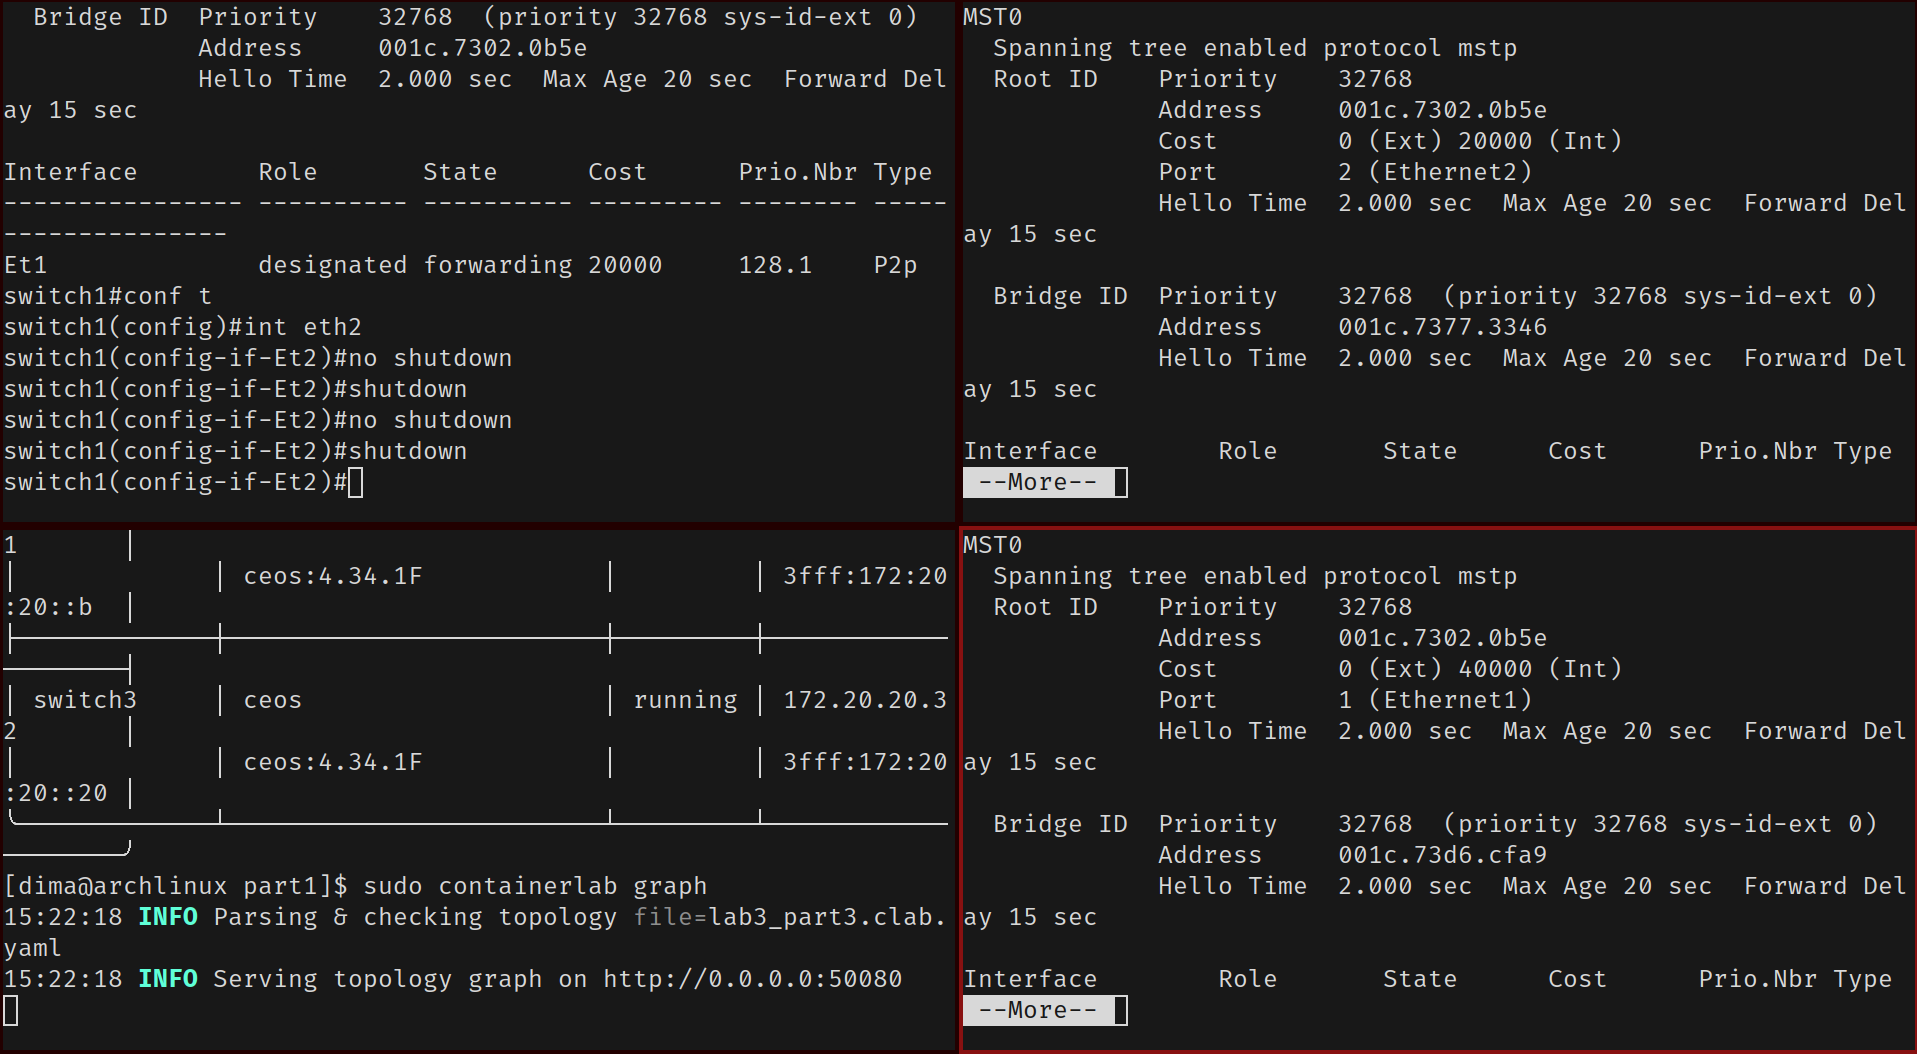 Bridge ID  Priority    32768  (priority 32768 sys-id-ext 0)
             Address     001c.7302.0b5e
             Hello Time  2.000 sec  Max Age 20 sec  Forward Del
ay 15 sec

Interface        Role       State      Cost      Prio.Nbr Type
---------------- ---------- ---------- --------- -------- -----
---------------
Et1              designated forwarding 20000     128.1    P2p
switch1#conf t
switch1(config)#int eth2
switch1(config-if-Et2)#no shutdown
switch1(config-if-Et2)#shutdown
switch1(config-if-Et2)#no shutdown
switch1(config-if-Et2)#shutdown
switch1(config-if-Et2)#

MST0
  Spanning tree enabled protocol mstp
  Root ID    Priority    32768
             Address     001c.7302.0b5e
             Cost        0 (Ext) 20000 (Int)
             Port        2 (Ethernet2)
             Hello Time  2.000 sec  Max Age 20 sec  Forward Del
ay 15 sec

  Bridge ID  Priority    32768  (priority 32768 sys-id-ext 0)
             Address     001c.7377.3346
             Hello Time  2.000 sec  Max Age 20 sec  Forward Del
ay 15 sec

Interface        Role       State      Cost      Prio.Nbr Type
 --More-- 

1       │
│             │ ceos:4.34.1F            │         │ 3fff:172:20
:20::b  │
│ switch3     │ ceos                    │ running │ 172.20.20.3
2       │
│             │ ceos:4.34.1F            │         │ 3fff:172:20
:20::20 │
[dima@archlinux part1]$ sudo containerlab graph
15:22:18 INFO Parsing & checking topology file=lab3_part3.clab.
yaml
15:22:18 INFO Serving topology graph on http://0.0.0.0:50080

MST0
  Spanning tree enabled protocol mstp
  Root ID    Priority    32768
             Address     001c.7302.0b5e
             Cost        0 (Ext) 40000 (Int)
             Port        1 (Ethernet1)
             Hello Time  2.000 sec  Max Age 20 sec  Forward Del
ay 15 sec

  Bridge ID  Priority    32768  (priority 32768 sys-id-ext 0)
             Address     001c.73d6.cfa9
             Hello Time  2.000 sec  Max Age 20 sec  Forward Del
ay 15 sec

Interface        Role       State      Cost      Prio.Nbr Type
 --More--